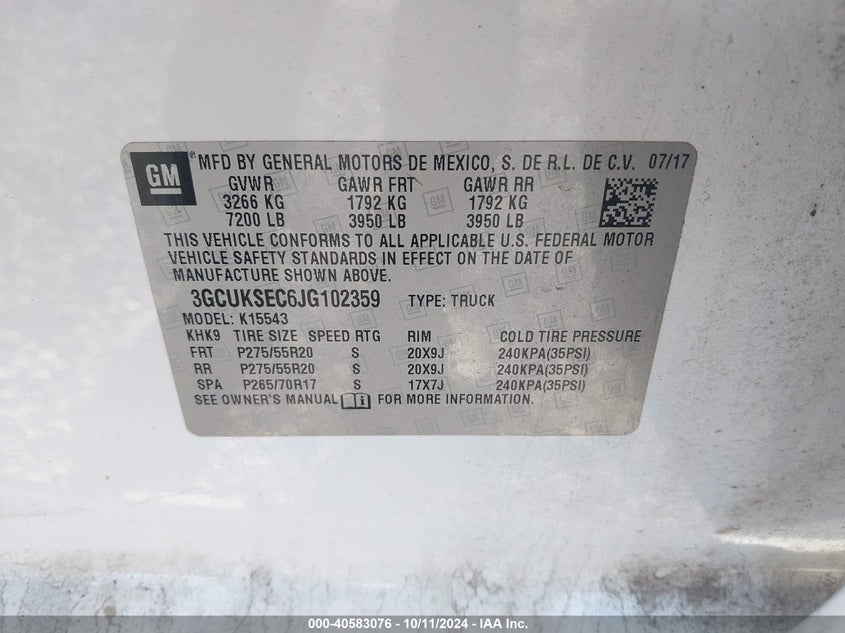 GM ® MFD BY GENERAL MOTORS DE MEXICO, S. DE R.L. DE C.V. 07/17
GVWR GAWR FRT GAWR RR
3266 KG 1792 KG 1792 KG
7200 LB 3950 LB 3950 LB
THIS VEHICLE CONFORMS TO ALL APPLICABLE U.S. FEDERAL MOTOR
VEHICLE SAFETY STANDARDS IN EFFECT ON THE DATE OF
MANUFACTURE SHOWN ABOVE.
3GCUKSEC6JG102359 TYPE: TRUCK
MODEL: K15543
KHK9 TIRE SIZE SPEED RTG RIM COLD TIRE PRESSURE
FRT P275/55R20 S 20X9J 240KPA(35PSI)
RR P275/55R20 S 20X9J 240KPA(35PSI)
SPA P265/70R17 S 17X7J 240KPA(35PSI)
SEE OWNER'S MANUAL FOR MORE INFORMATION.
000-40583076 - 10/11/2024 - IAA Inc.